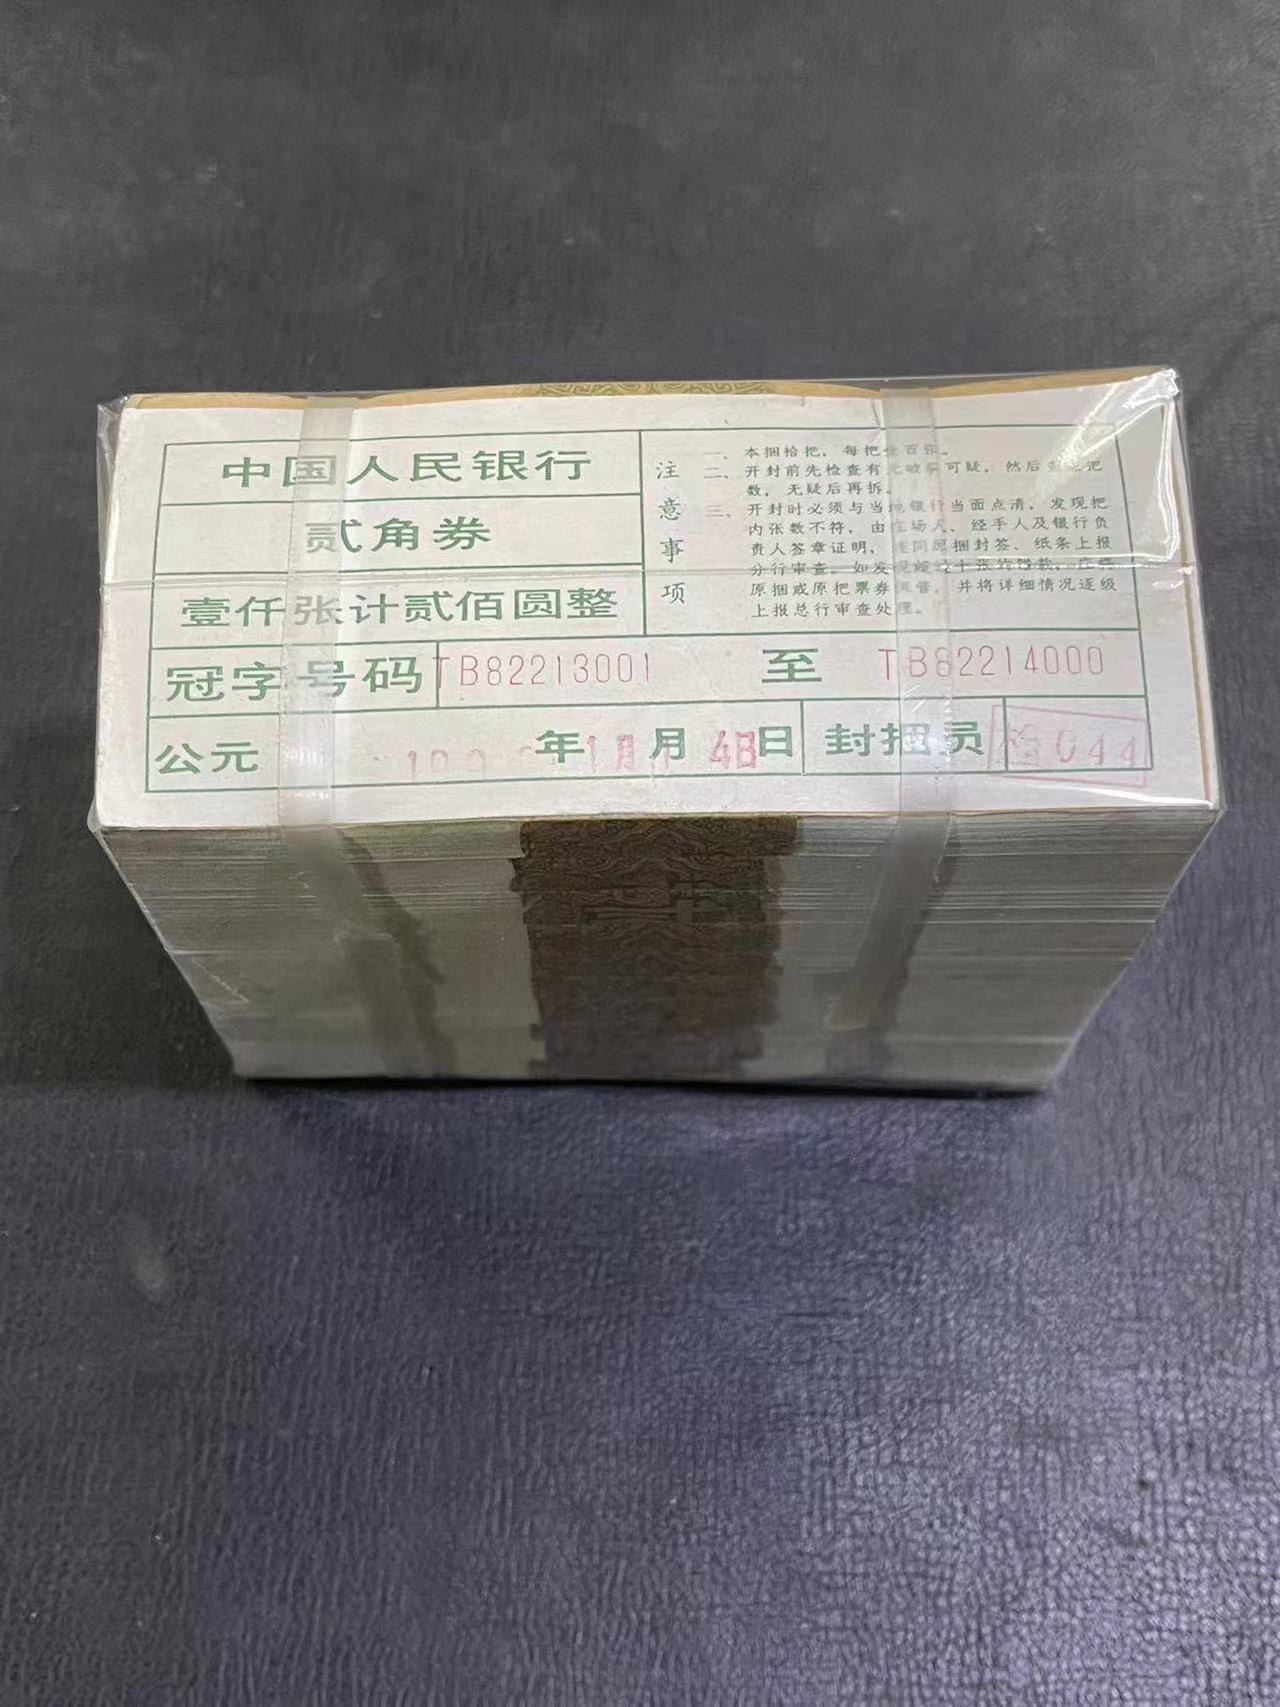 中国人民银行
贰角券
壹仟张计贰佰圆整
注意事项
一、本捆拾把，每把壹百张。
二、开封前先检查有无破裂可疑，然后查足把
数，无疑后再拆。
三、开封时必须与当地银行当面点清，发现把
内张数不符，由在场人、经手人及银行负
责人签章证明，连同原捆封签、纸条上报
分行审查。如发现
原捆或原把票券保管，并将详细情况逐级
上报总行审查处理。
冠字号码 TB82213001 至 TB82214000
公元 年 月 日 封捆员